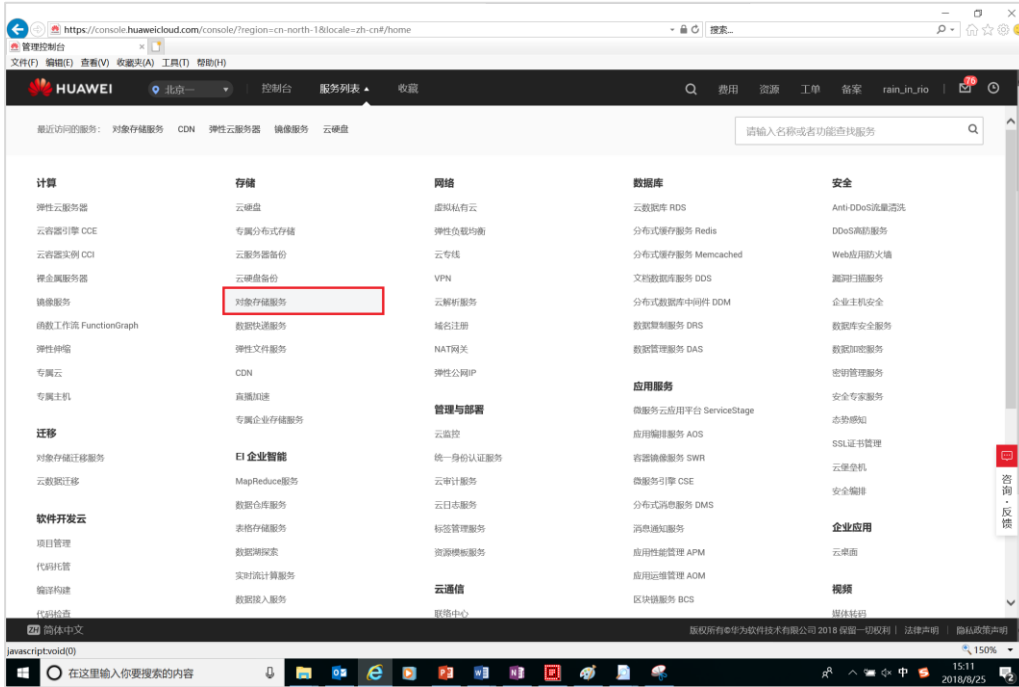 https://console.huaweicloud.com/console/?region=cn-north-1&locale=zh-cn#/home
搜索...
管理控制台
文件(F) 编辑(E) 查看(V) 收藏夹(A) 工具(T) 帮助(H)
HUAWEI 北京一 控制台 服务列表 收藏 费用 资源 工单 备案 rain_in_rio 76
最近访问的服务: 对象存储服务 CDN 弹性云服务器 镜像服务 云硬盘 请输入名称或者功能查找服务
计算
弹性云服务器
云容器引擎 CCE
云容器实例 CCI
裸金属服务器
镜像服务
函数工作流 FunctionGraph
弹性伸缩
专属云
专属主机
迁移
对象存储迁移服务
云数据迁移
软件开发云
项目管理
代码托管
编译构建
代码检查
存储
云硬盘
专属分布式存储
云服务器备份
云硬盘备份
对象存储服务
数据快递服务
弹性文件服务
CDN
直播加速
专属企业存储服务
EI 企业智能
MapReduce服务
数据仓库服务
表格存储服务
数据湖探索
实时流计算服务
数据接入服务
网络
虚拟私有云
弹性负载均衡
云专线
VPN
云解析服务
域名注册
NAT网关
弹性公网IP
管理与部署
云监控
统一身份认证服务
云审计服务
云日志服务
标签管理服务
资源模板服务
云通信
联络中心
数据库
云数据库 RDS
分布式缓存服务 Redis
分布式缓存服务 Memcached
文档数据库服务 DDS
分布式数据库中间件 DDM
数据复制服务 DRS
数据管理服务 DAS
应用服务
微服务云应用平台 ServiceStage
应用编排服务 AOS
容器镜像服务 SWR
微服务引擎 CSE
分布式消息服务 DMS
消息通知服务
应用性能管理 APM
应用运维管理 AOM
区块链服务 BCS
安全
Anti-DDoS流量清洗
DDoS高防服务
Web应用防火墙
漏洞扫描服务
企业主机安全
数据库安全服务
数据加密服务
密钥管理服务
安全专家服务
态势感知
SSL证书管理
云堡垒机
安全编排
企业应用
云桌面
视频
媒体转码
咨询·反馈
ZH 简体中文 版权所有©华为软件技术有限公司 2018 保留一切权利 | 法律声明 | 隐私政策声明
javascript:void(0) 150%
在这里输入你要搜索的内容 中 15:11
2018/8/25 2